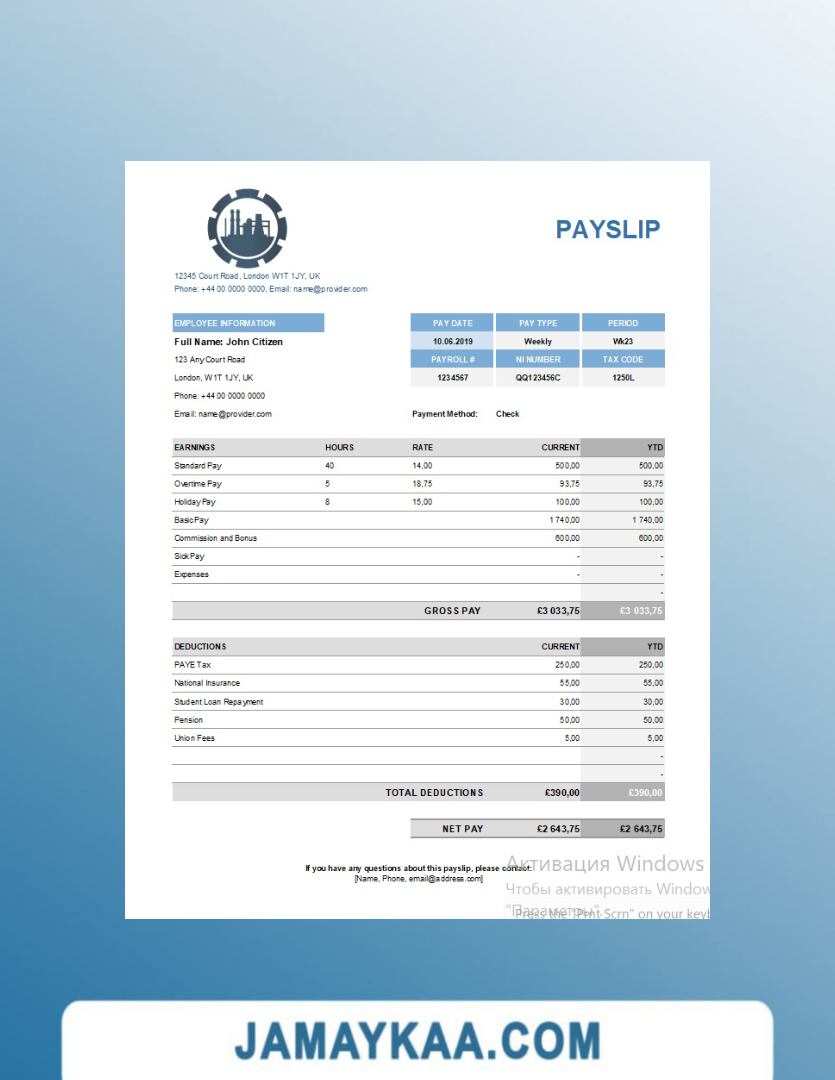 PAYSLIP
12345 Court Road, London W1T 1JY, UK
Phone: +44 00 0000 0000, Email: name@provider.com
EMPLOYEE INFORMATION PAY DATE PAY TYPE PERIOD
Full Name: John Citizen 10.06.2019 Weekly Wk23
123 Any Court Road PAYROLL # NI NUMBER TAX CODE
London, W1T 1JY, UK 1234567 QQ123456C 1250L
Phone: +44 00 0000 0000
Email: name@provider.com Payment Method: Check
EARNINGS HOURS RATE CURRENT YTD
Standard Pay 40 14,00 500,00 500,00
Overtime Pay 5 18,75 93,75 93,75
Holiday Pay 8 15,00 100,00 100,00
Basic Pay 1 740,00 1 740,00
Commission and Bonus 600,00 600,00
Sick Pay - -
Expenses - -
-
GROSS PAY £3 033,75 £3 033,75
DEDUCTIONS CURRENT YTD
PAYE Tax 250,00 250,00
National Insurance 55,00 55,00
Student Loan Repayment 30,00 30,00
Pension 50,00 50,00
Union Fees 5,00 5,00
-
-
TOTAL DEDUCTIONS £390,00 £390,00
NET PAY £2 643,75 £2 643,75
If you have any questions about this payslip, please contact:
[Name, Phone, email@address.com]
Активация Windows
Чтобы активировать Window
"Параметры".
Press the "Prnt Scrn" on your keyb
JAMAYKAA.COM